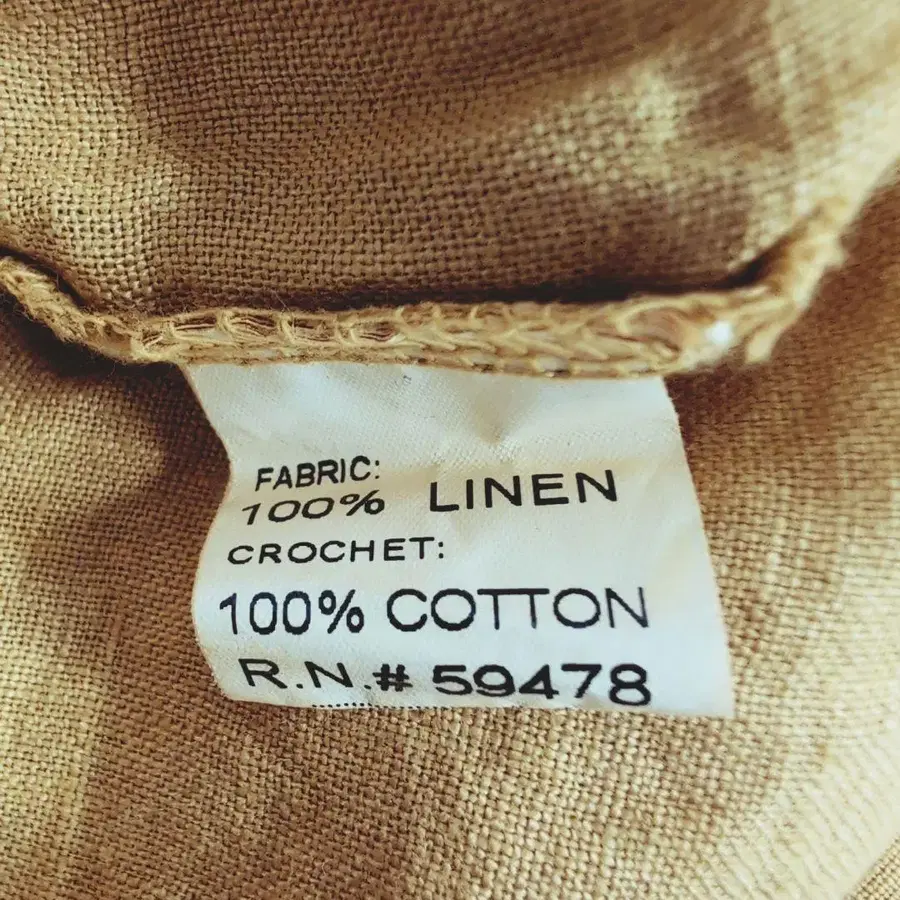 FABRIC:
100% LINEN
CROCHET:
100% COTTON
R.N.# 59478